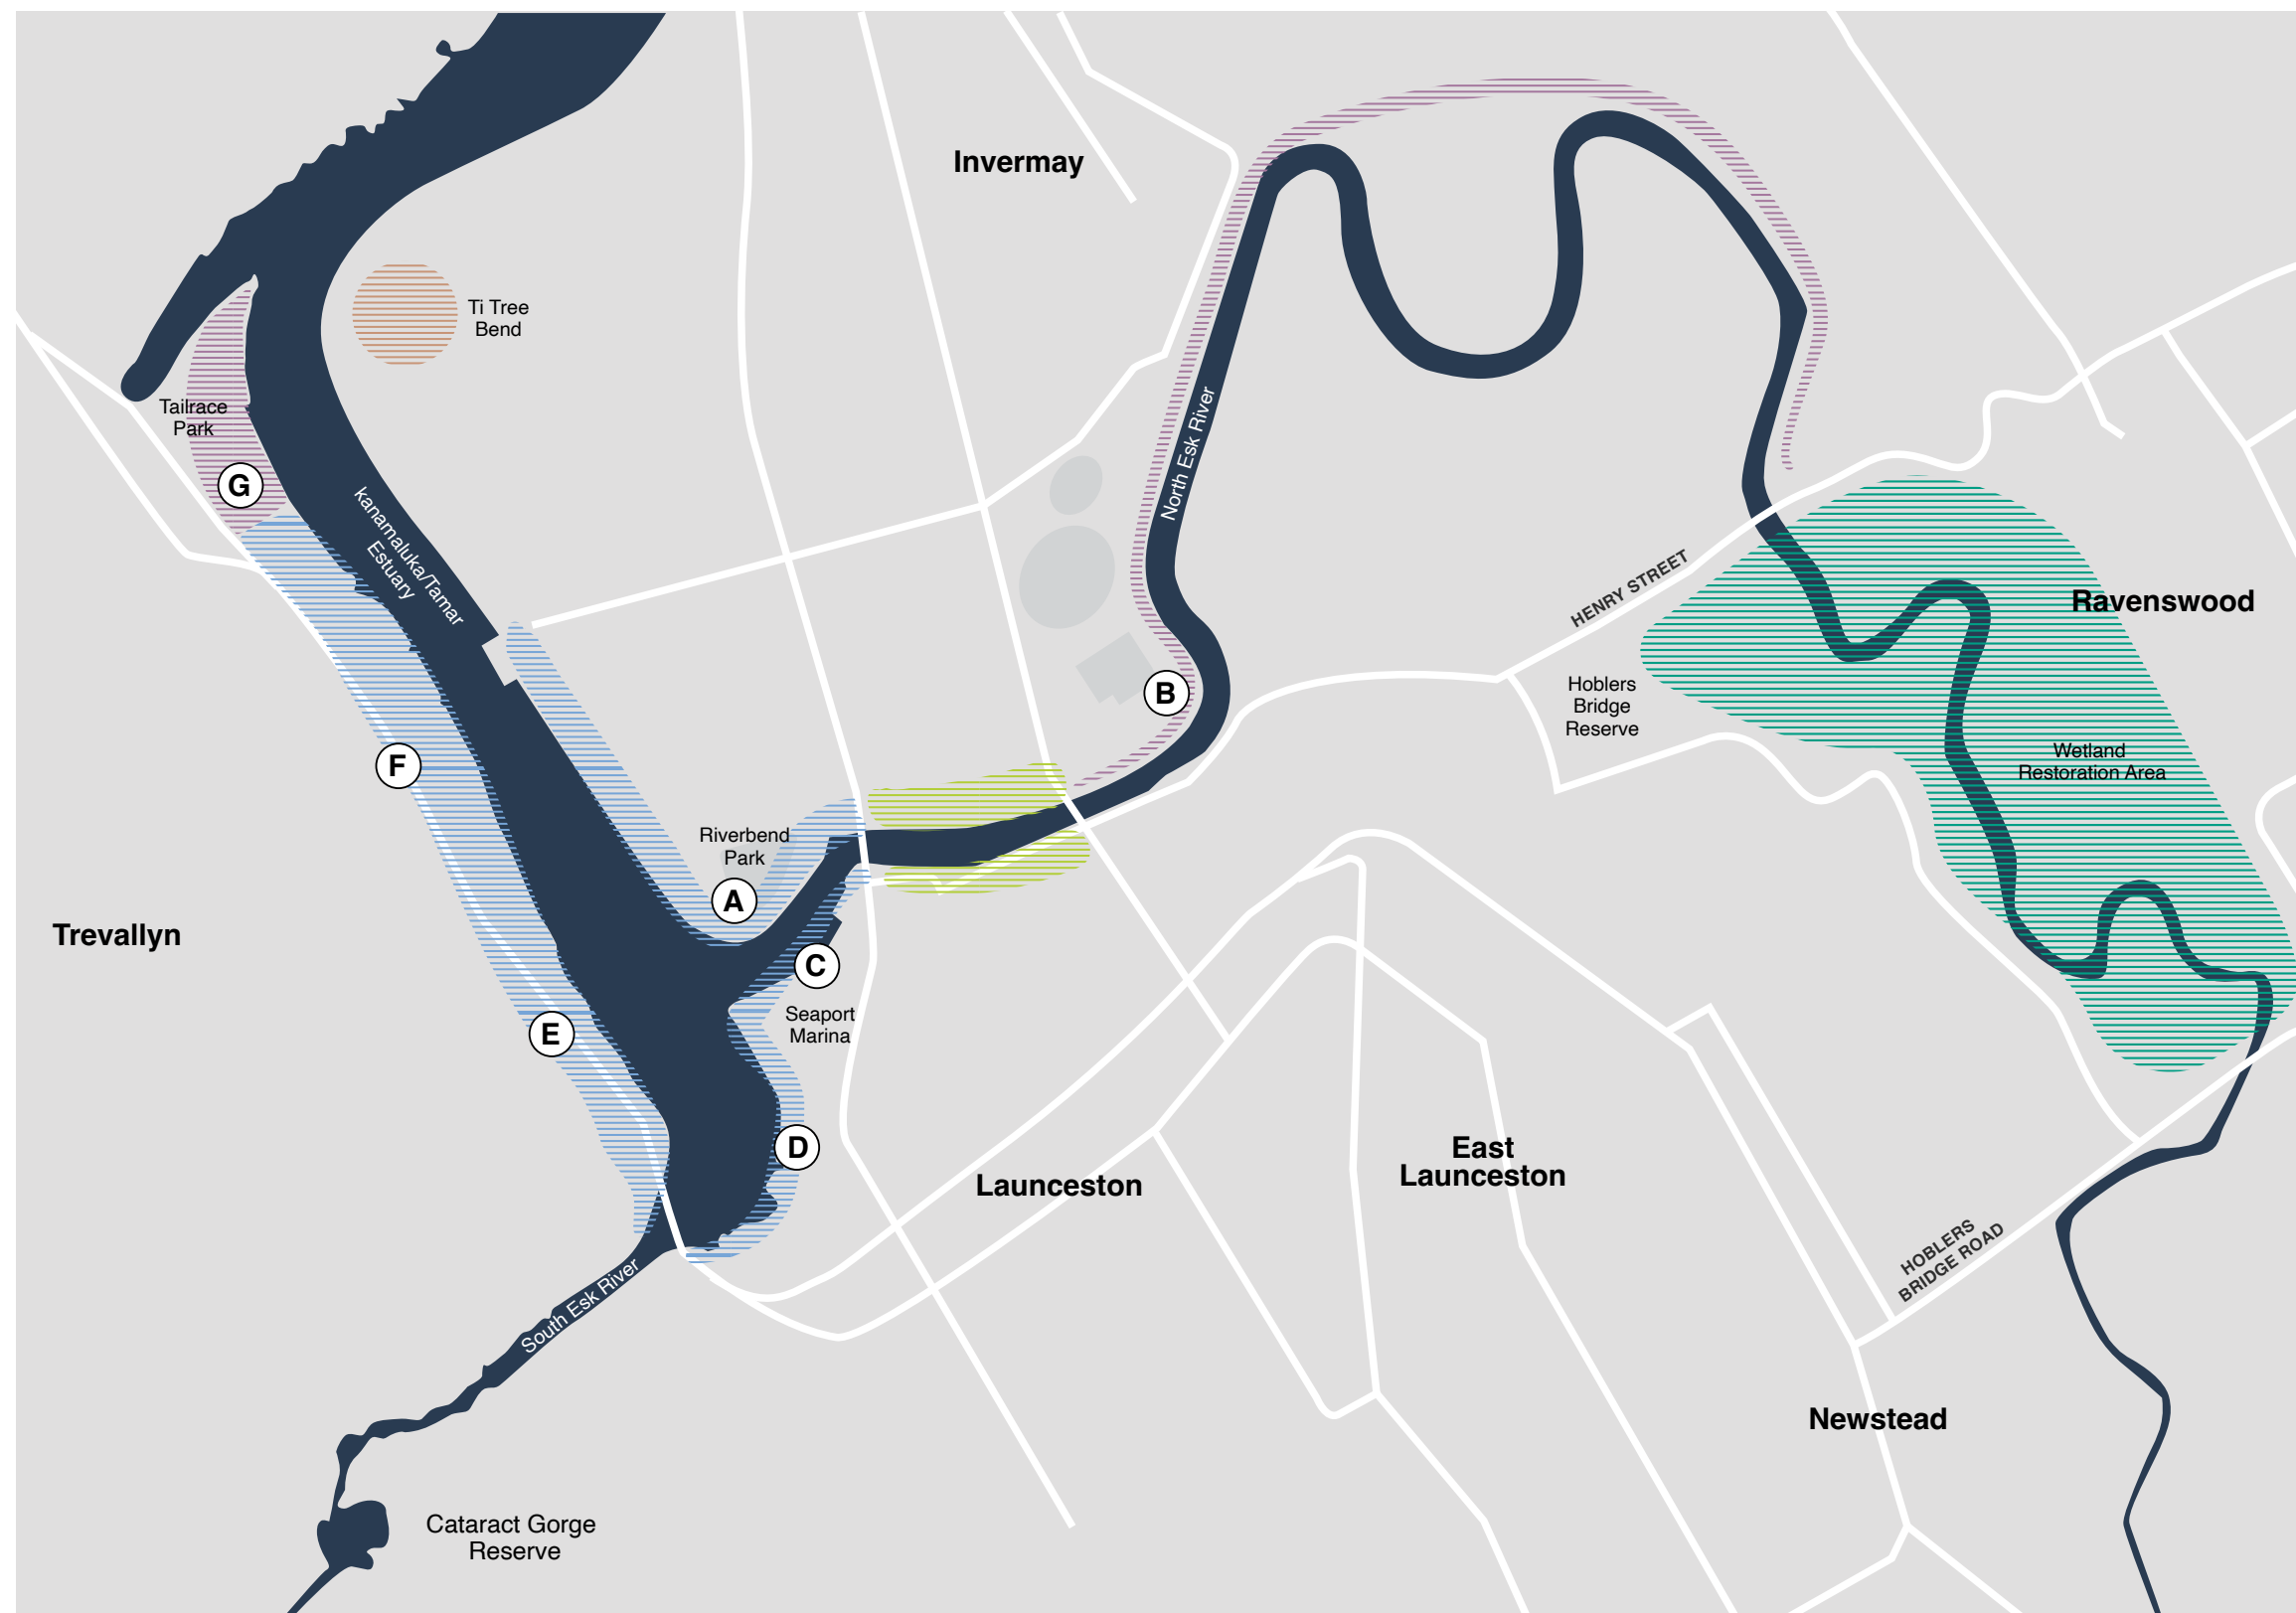 Invermay
Ti Tree
Bend
Tailrace
Park
G
kanamaluka/Tamar
Estuary
North Esk River
HENRY STREET
Ravenswood
Hoblers
Bridge
Reserve
B
Wetland
Restoration Area
F
Riverbend
Park
A
Trevallyn
C
Seaport
Marina
E
D
Launceston
East
Launceston
HOBLERS
BRIDGE ROAD
South Esk River
Newstead
Cataract Gorge
Reserve